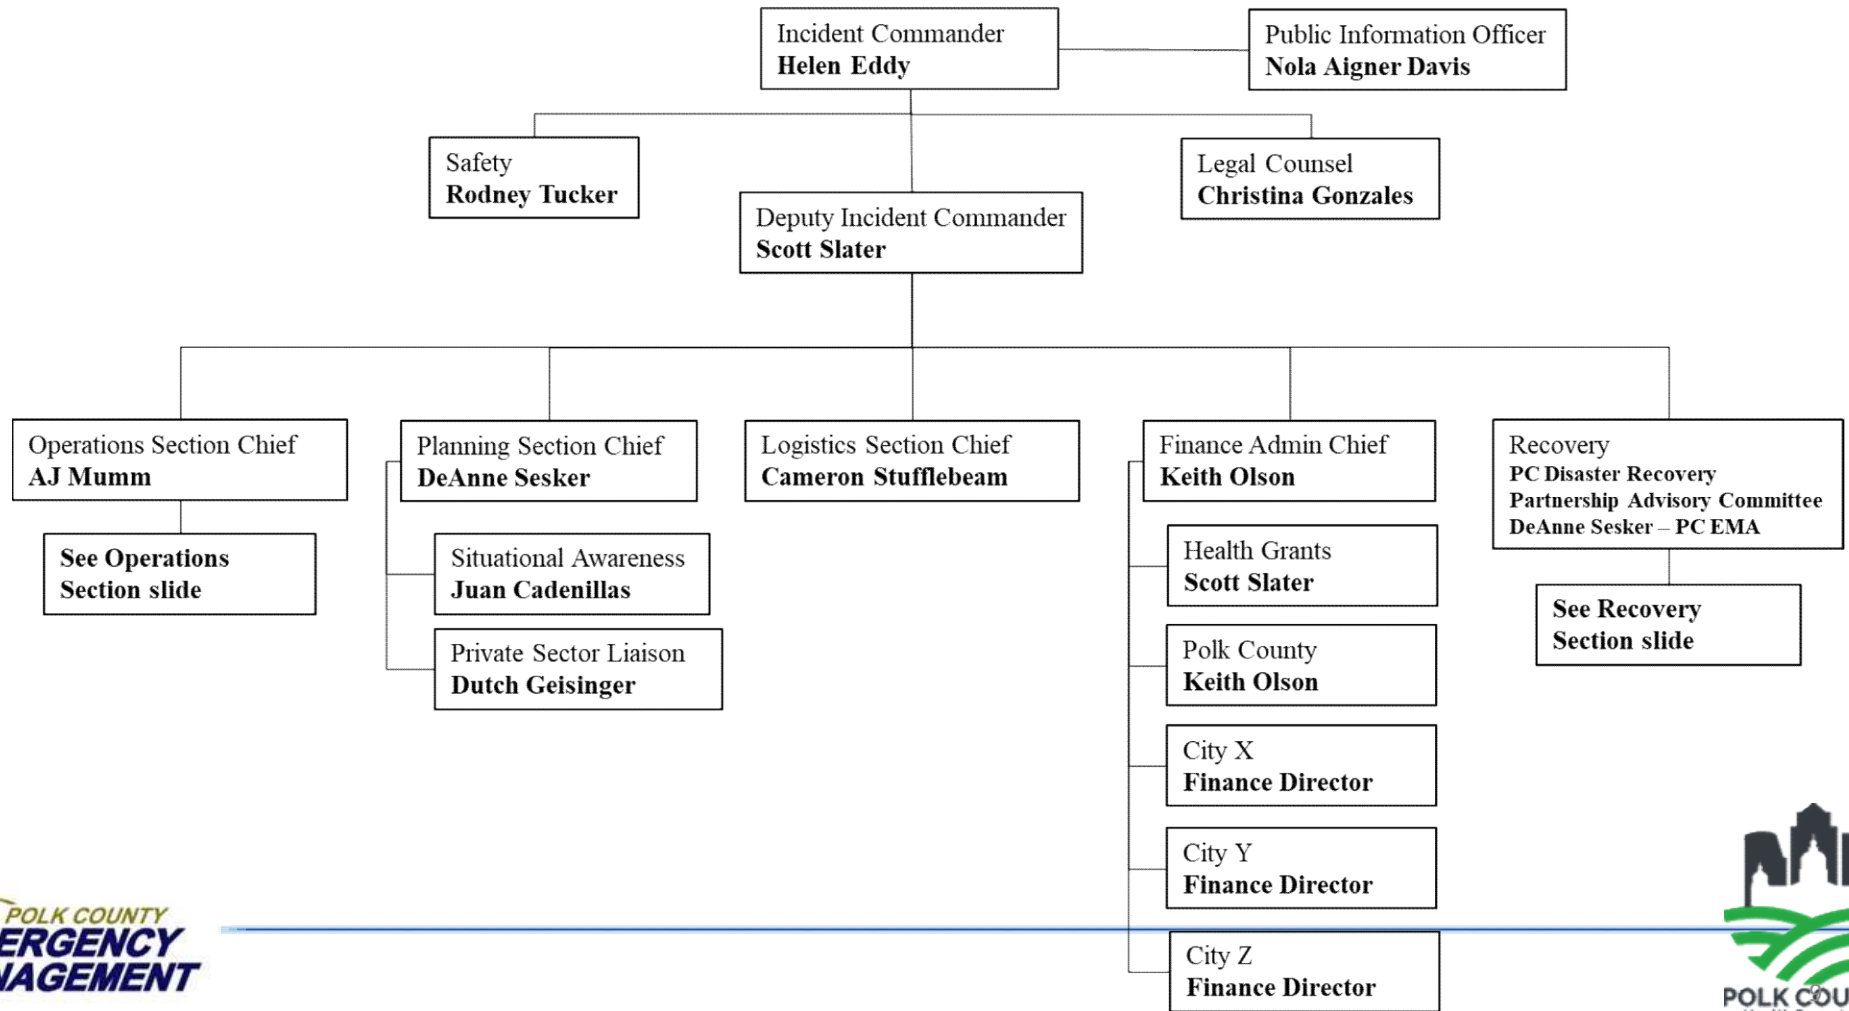 Incident Commander
Helen Eddy
Public Information Officer
Nola Aigner Davis
Safety
Rodney Tucker
Legal Counsel
Christina Gonzales
Deputy Incident Commander
Scott Slater
Operations Section Chief
AJ Mumm
See Operations
Section slide
Planning Section Chief
DeAnne Sesker
Situational Awareness
Juan Cadenillas
Private Sector Liaison
Dutch Geisinger
Logistics Section Chief
Cameron Stufflebeam
Finance Admin Chief
Keith Olson
Health Grants
Scott Slater
Polk County
Keith Olson
City X
Finance Director
City Y
Finance Director
City Z
Finance Director
Recovery
PC Disaster Recovery
Partnership Advisory Committee
DeAnne Sesker – PC EMA
See Recovery
Section slide
POLK COUNTY
ERGENCY
NAGEMENT
POLK COU
9